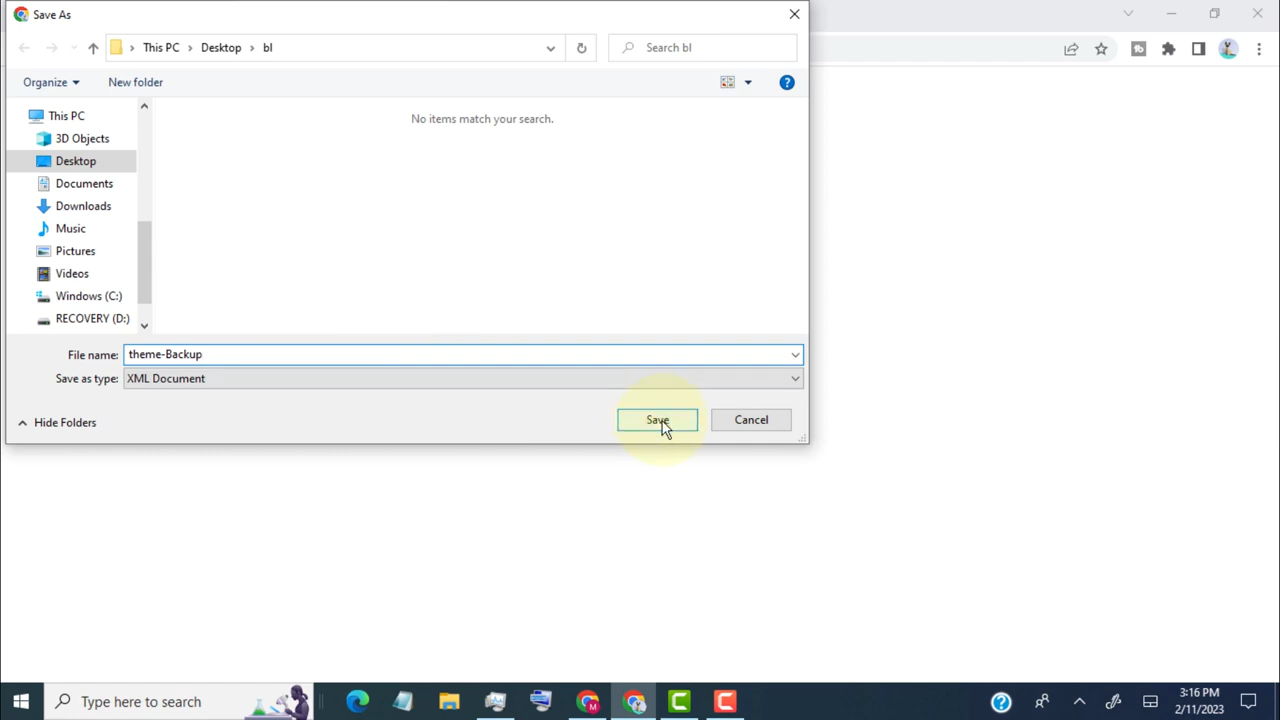 Save As
This PC > Desktop > bl
Search bl
Organize
New folder
This PC
3D Objects
Desktop
Documents
Downloads
Music
Pictures
Videos
Windows (C:)
RECOVERY (D:)
No items match your search.
File name: theme-Backup
Save as type: XML Document
Hide Folders
Save
Cancel
Type here to search
3:16 PM
2/11/2023